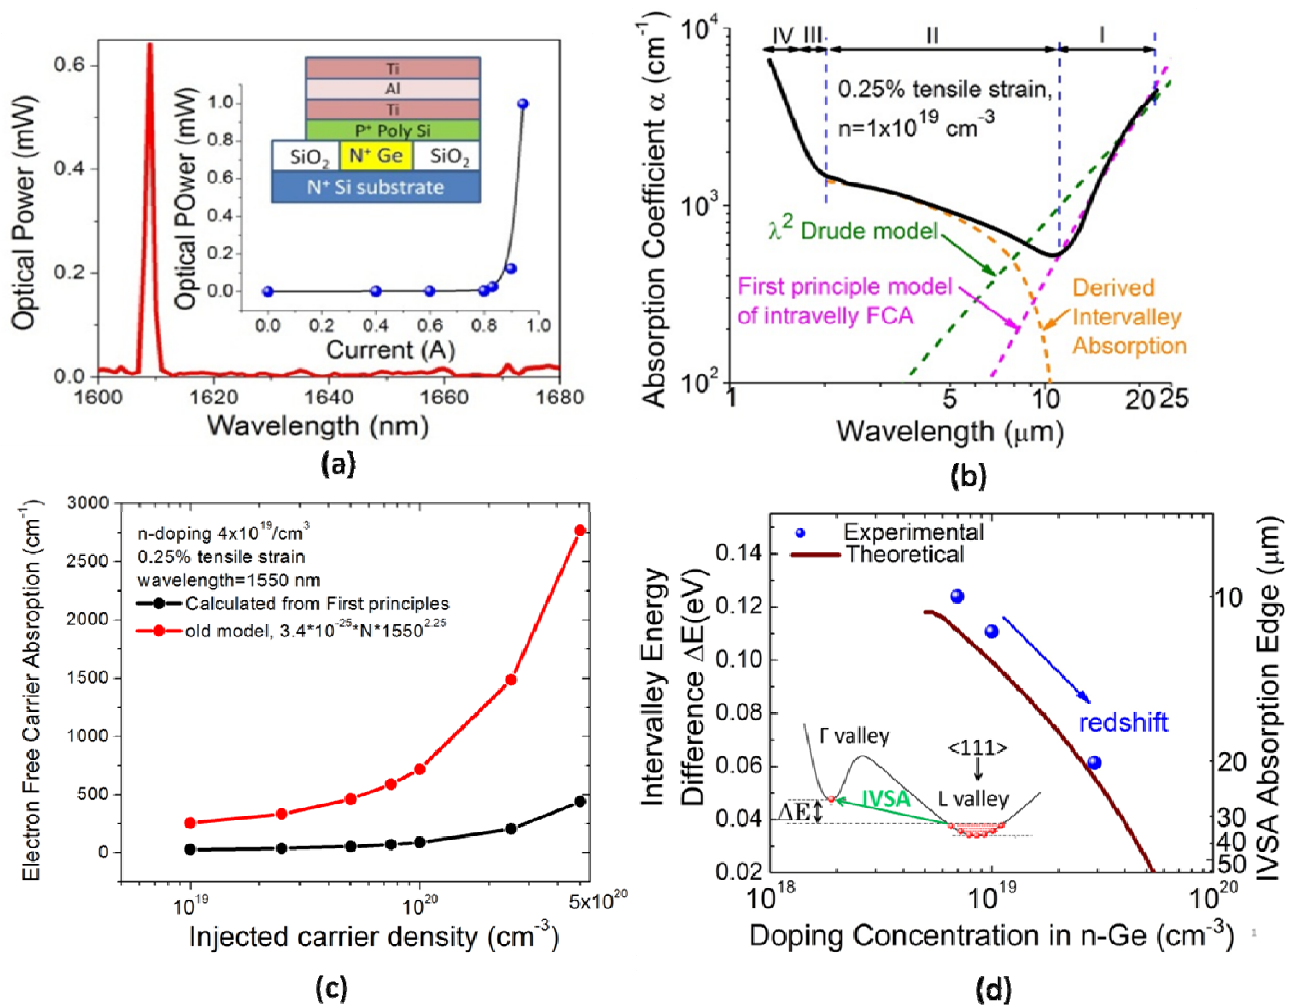 Optical Power (mW)
0.6
0.4
0.2
0.0
1600
1620
1640
1660
1680
Wavelength (nm)
Optical POwer (mW)
1.0
0.8
0.6
0.4
0.2
0.0
0.0
0.2
0.4
0.6
0.8
1.0
Current (A)
Ti
Al
Ti
P⁺ Poly Si
SiO₂
N⁺ Ge
SiO₂
N⁺ Si substrate
(a)
Absorption Coefficient α (cm⁻¹)
10⁴
10³
10²
IV
III
II
I
0.25% tensile strain,
n=1x10¹⁹ cm⁻³
λ² Drude model
First principle model
of intravelly FCA
Derived
Intervalley
Absorption
1
2
5
10
20
25
Wavelength (μm)
(b)
Electron Free Carrier Absroption (cm⁻¹)
3000
2500
2000
1500
1000
500
0
n-doping 4x10¹⁹/cm³
0.25% tensile strain
wavelength=1550 nm
Calculated from First principles
old model, 3.4*10⁻²⁵*N*1550²·²⁵
10¹⁹
10²⁰
5x10²⁰
Injected carrier density (cm⁻³)
(c)
Intervalley Energy
Difference ΔE(eV)
0.14
0.12
0.10
0.08
0.06
0.04
0.02
Experimental
Theoretical
redshift
Γ valley
<111>
IVSA
L valley
ΔE
10
20
30
40
50
IVSA Absorption Edge (μm)
10¹⁸
10¹⁹
10²⁰
Doping Concentration in n-Ge (cm⁻³)
1
(d)